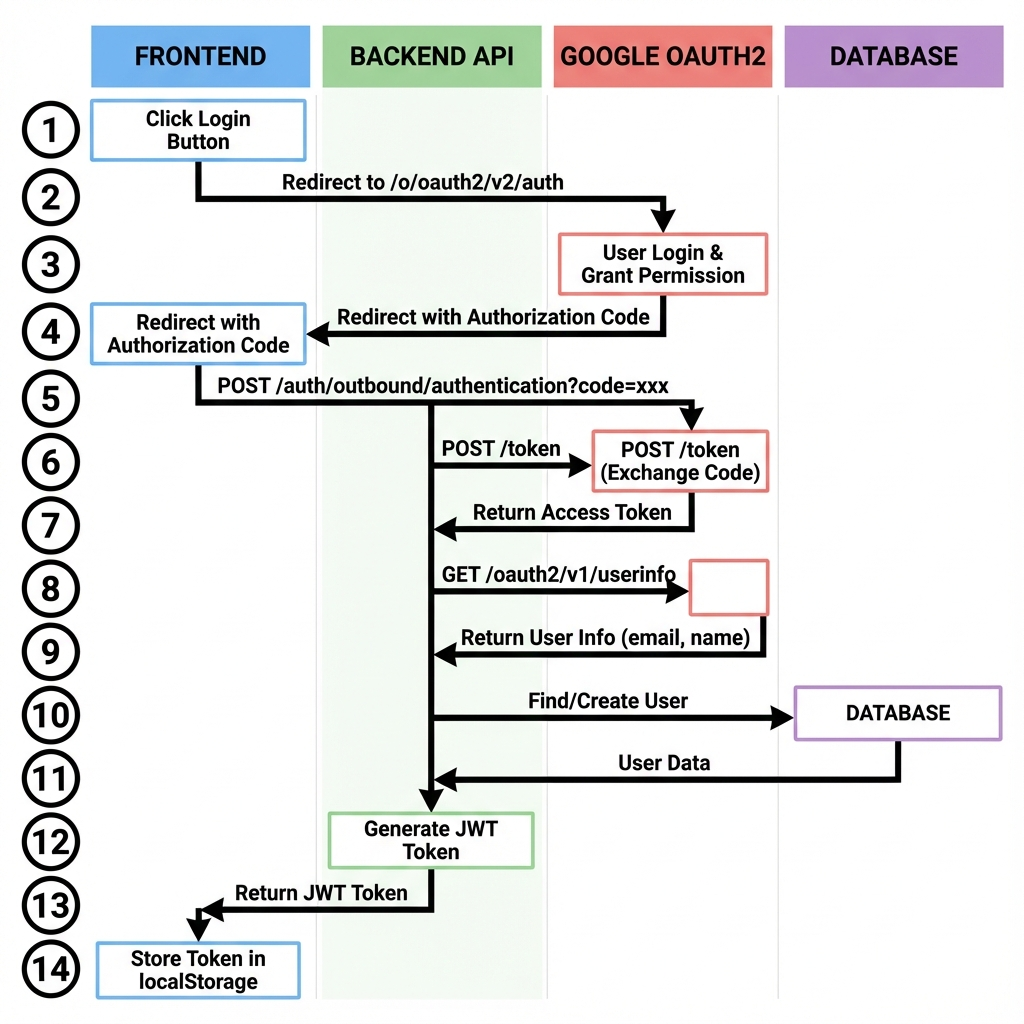 FRONTEND
BACKEND API
GOOGLE OAUTH2
DATABASE
1
Click Login
Button
2
Redirect to /o/oauth2/v2/auth
3
User Login &
Grant Permission
4
Redirect with
Authorization Code
Redirect with Authorization Code
5
POST /auth/outbound/authentication?code=xxx
6
POST /token
POST /token
(Exchange Code)
7
Return Access Token
8
GET /oauth2/v1/userinfo
9
Return User Info (email, name)
10
Find/Create User
DATABASE
11
User Data
12
Generate JWT
Token
13
Return JWT Token
14
Store Token in
localStorage